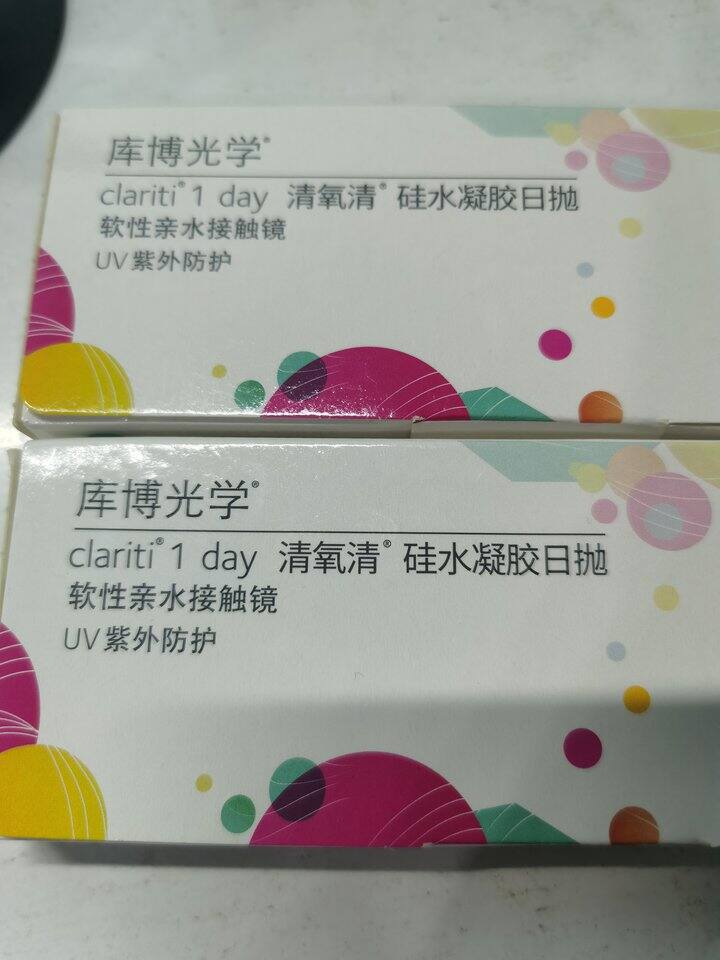 库博光学®
clariti® 1 day 清氧清® 硅水凝胶日抛
软性亲水接触镜
UV紫外防护
库博光学®
clariti® 1 day 清氧清® 硅水凝胶日抛
软性亲水接触镜
UV紫外防护